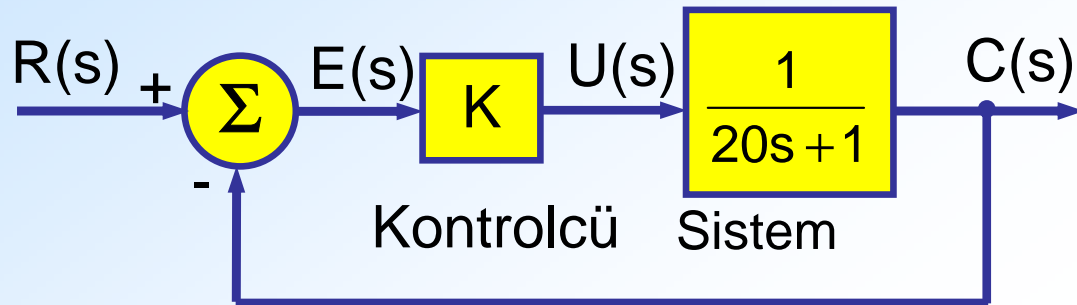 R(s) + Σ E(s) K U(s) 1 C(s)
20s + 1
-
Kontrolcü Sistem